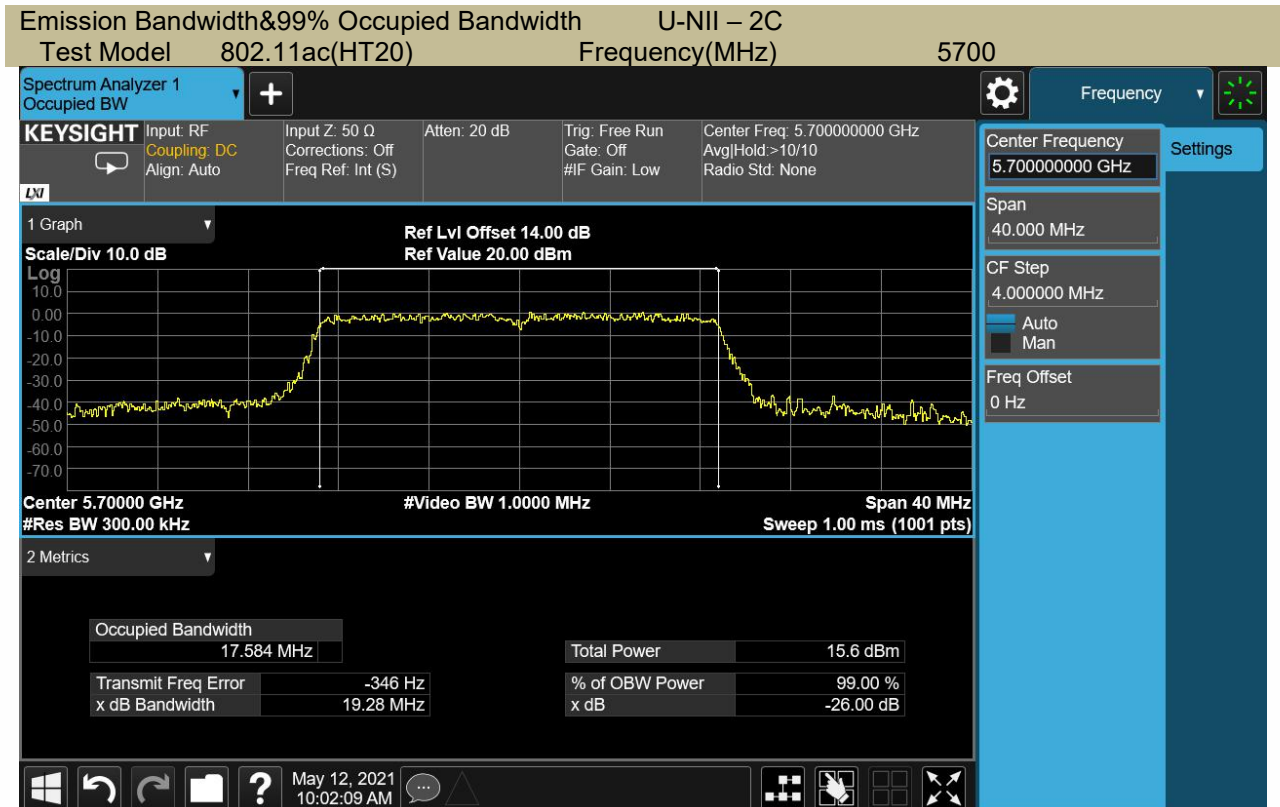 Emission Bandwidth&99% Occupied Bandwidth U-NII – 2C
Test Model 802.11ac(HT20) Frequency(MHz) 5700
Spectrum Analyzer 1
Occupied BW
+
Frequency
KEYSIGHT
LXI
Input: RF
Coupling: DC
Align: Auto
Input Z: 50 Ω
Corrections: Off
Freq Ref: Int (S)
Atten: 20 dB
Trig: Free Run
Gate: Off
#IF Gain: Low
Center Freq: 5.700000000 GHz
Avg|Hold:>10/10
Radio Std: None
Center Frequency
5.700000000 GHz
Settings
Span
40.000 MHz
CF Step
4.000000 MHz
Auto
Man
Freq Offset
0 Hz
1 Graph
Ref Lvl Offset 14.00 dB
Scale/Div 10.0 dB Ref Value 20.00 dBm
Log
10.0
0.00
-10.0
-20.0
-30.0
-40.0
-50.0
-60.0
-70.0
Center 5.70000 GHz #Video BW 1.0000 MHz Span 40 MHz
#Res BW 300.00 kHz Sweep 1.00 ms (1001 pts)
2 Metrics
Occupied Bandwidth
17.584 MHz Total Power 15.6 dBm
Transmit Freq Error -346 Hz % of OBW Power 99.00 %
x dB Bandwidth 19.28 MHz x dB -26.00 dB
?
May 12, 2021
10:02:09 AM